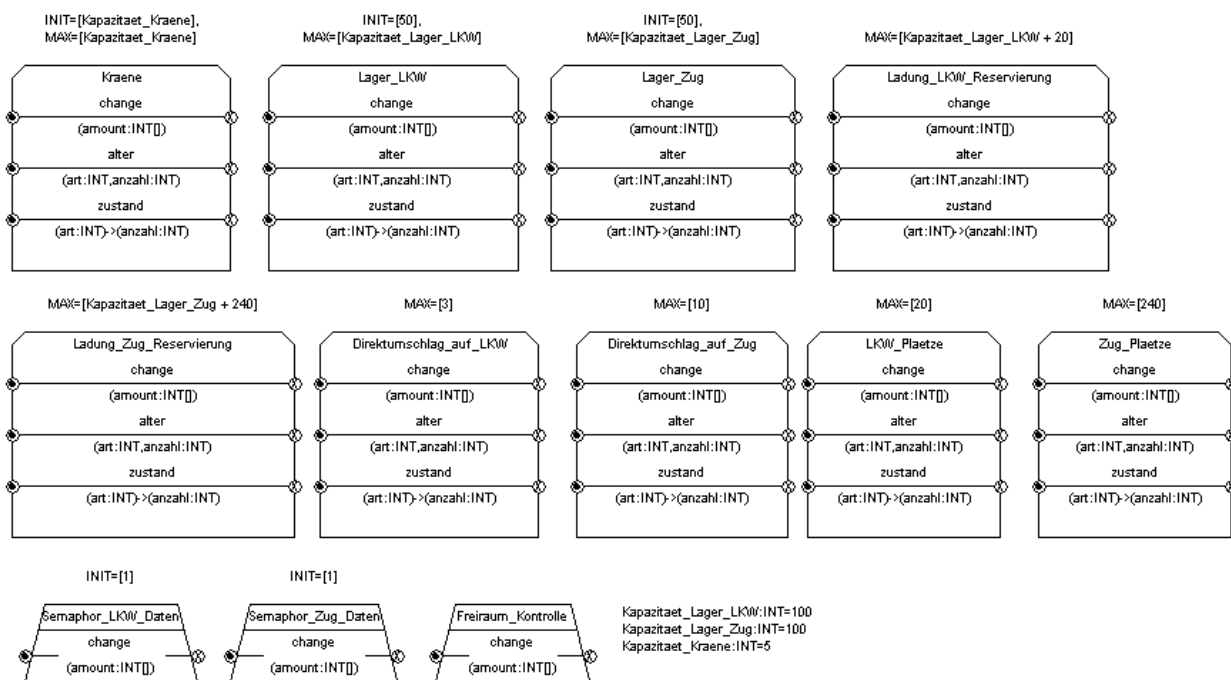 INIT=[Kapazitaet_Kraene],
MAX=[Kapazitaet_Kraene]
INIT=[50],
MAX=[Kapazitaet_Lager_LKW]
INIT=[50],
MAX=[Kapazitaet_Lager_Zug]
MAX=[Kapazitaet_Lager_LKW + 20]
Kraene
change
(amount:INT[])
alter
(art:INT,anzahl:INT)
zustand
(art:INT)->(anzahl:INT)
Lager_LKW
change
(amount:INT[])
alter
(art:INT,anzahl:INT)
zustand
(art:INT)->(anzahl:INT)
Lager_Zug
change
(amount:INT[])
alter
(art:INT,anzahl:INT)
zustand
(art:INT)->(anzahl:INT)
Ladung_LKW_Reservierung
change
(amount:INT[])
alter
(art:INT,anzahl:INT)
zustand
(art:INT)->(anzahl:INT)
MAX=[Kapazitaet_Lager_Zug + 240]
MAX=[3]
MAX=[10]
MAX=[20]
MAX=[240]
Ladung_Zug_Reservierung
change
(amount:INT[])
alter
(art:INT,anzahl:INT)
zustand
(art:INT)->(anzahl:INT)
Direktumschlag_auf_LKW
change
(amount:INT[])
alter
(art:INT,anzahl:INT)
zustand
(art:INT)->(anzahl:INT)
Direktumschlag_auf_Zug
change
(amount:INT[])
alter
(art:INT,anzahl:INT)
zustand
(art:INT)->(anzahl:INT)
LKW_Plaetze
change
(amount:INT[])
alter
(art:INT,anzahl:INT)
zustand
(art:INT)->(anzahl:INT)
Zug_Plaetze
change
(amount:INT[])
alter
(art:INT,anzahl:INT)
zustand
(art:INT)->(anzahl:INT)
INIT=[1]
INIT=[1]
Semaphor_LKW_Daten
change
(amount:INT[])
Semaphor_Zug_Daten
change
(amount:INT[])
Freiraum_Kontrolle
change
(amount:INT[])
Kapazitaet_Lager_LKW:INT=100
Kapazitaet_Lager_Zug:INT=100
Kapazitaet_Kraene:INT=5